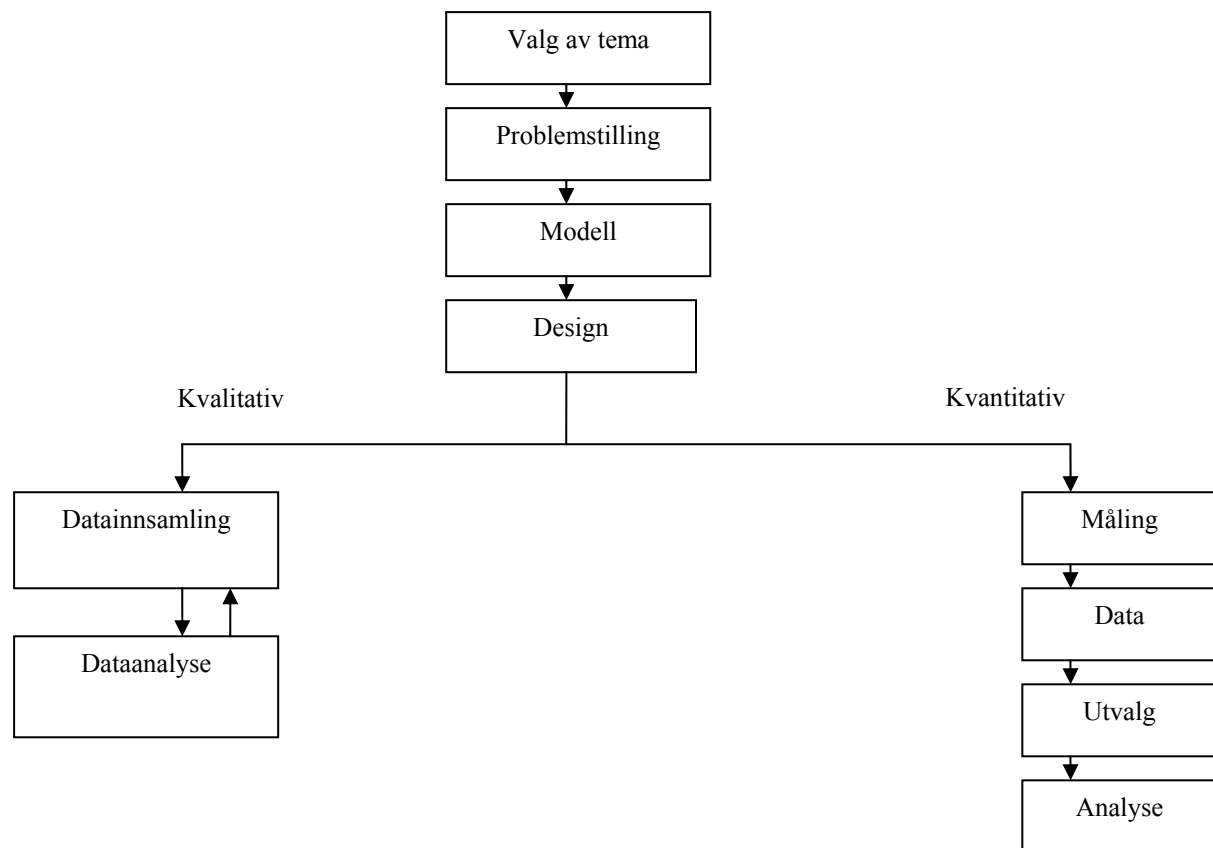 Valg av tema
Problemstilling
Modell
Design
Kvalitativ
Kvantitativ
Datainnsamling
Dataanalyse
Måling
Data
Utvalg
Analyse